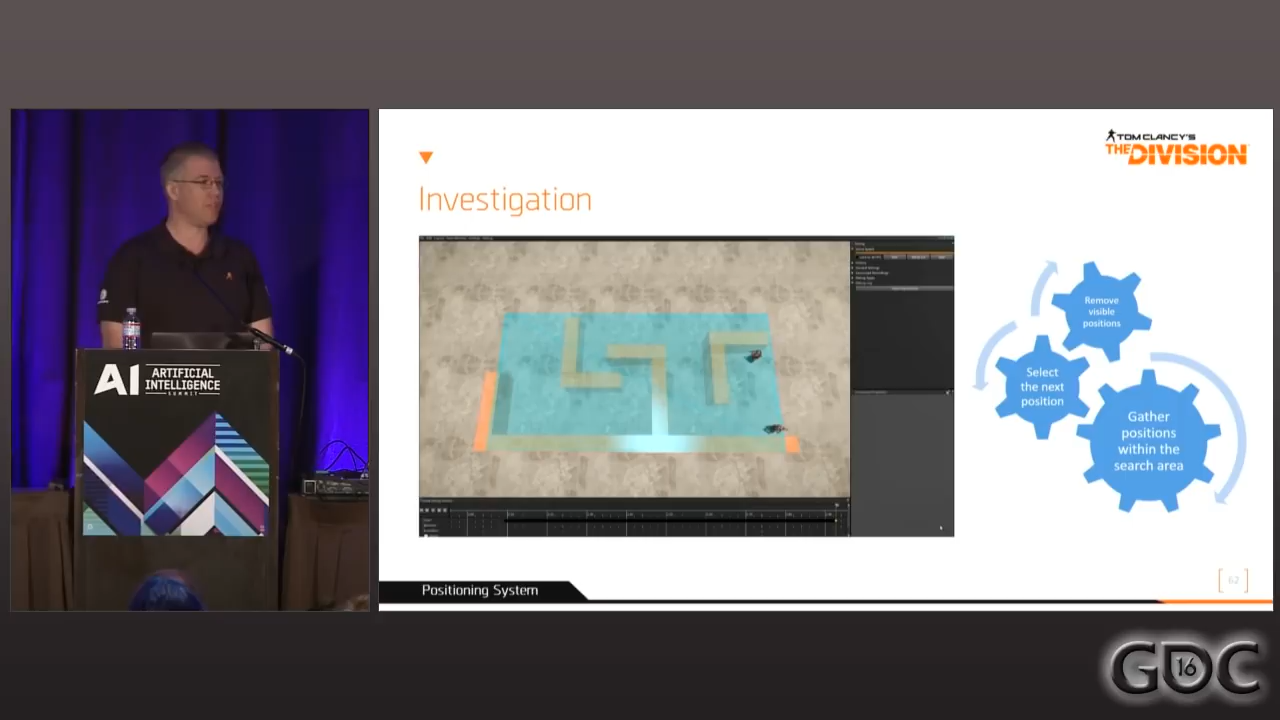 TOM CLANCY'S
THE DIVISION
Investigation
Remove
visible
positions
Select
the next
position
Gather
positions
within the
search area
AI ARTIFICIAL
INTELLIGENCE
SUMMIT
Positioning System
62
GDC
16